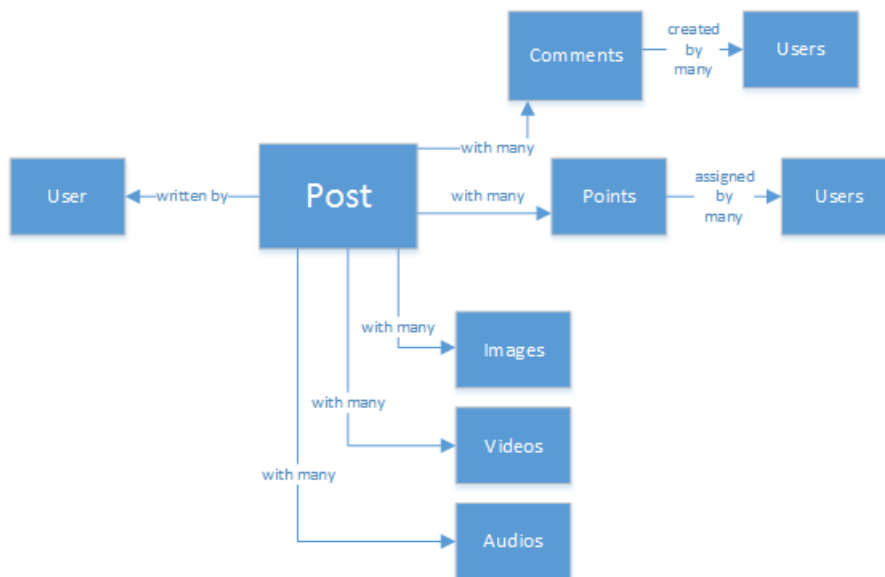 created
by
many
Comments
Users
with many
User
written by
Post
with many
Points
assigned
by
many
Users
with many
Images
with many
Videos
with many
Audios